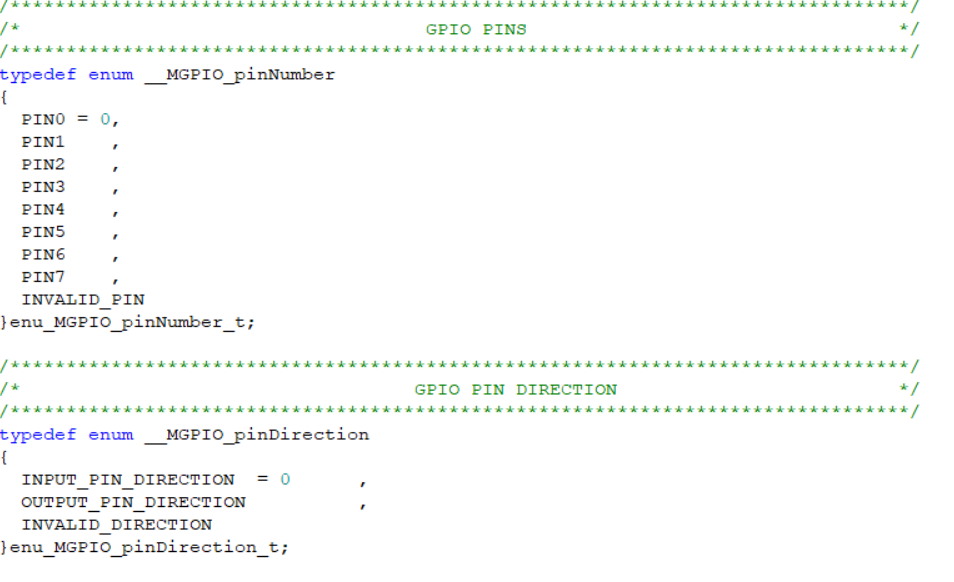 /********************************************************************************/
/* GPIO PINS */
/********************************************************************************/
typedef enum __MGPIO_pinNumber
{
PIN0 = 0,
PIN1 ,
PIN2 ,
PIN3 ,
PIN4 ,
PIN5 ,
PIN6 ,
PIN7 ,
INVALID_PIN
}enu_MGPIO_pinNumber_t;
/********************************************************************************/
/* GPIO PIN DIRECTION */
/********************************************************************************/
typedef enum __MGPIO_pinDirection
{
INPUT_PIN_DIRECTION = 0 ,
OUTPUT_PIN_DIRECTION ,
INVALID_DIRECTION
}enu_MGPIO_pinDirection_t;